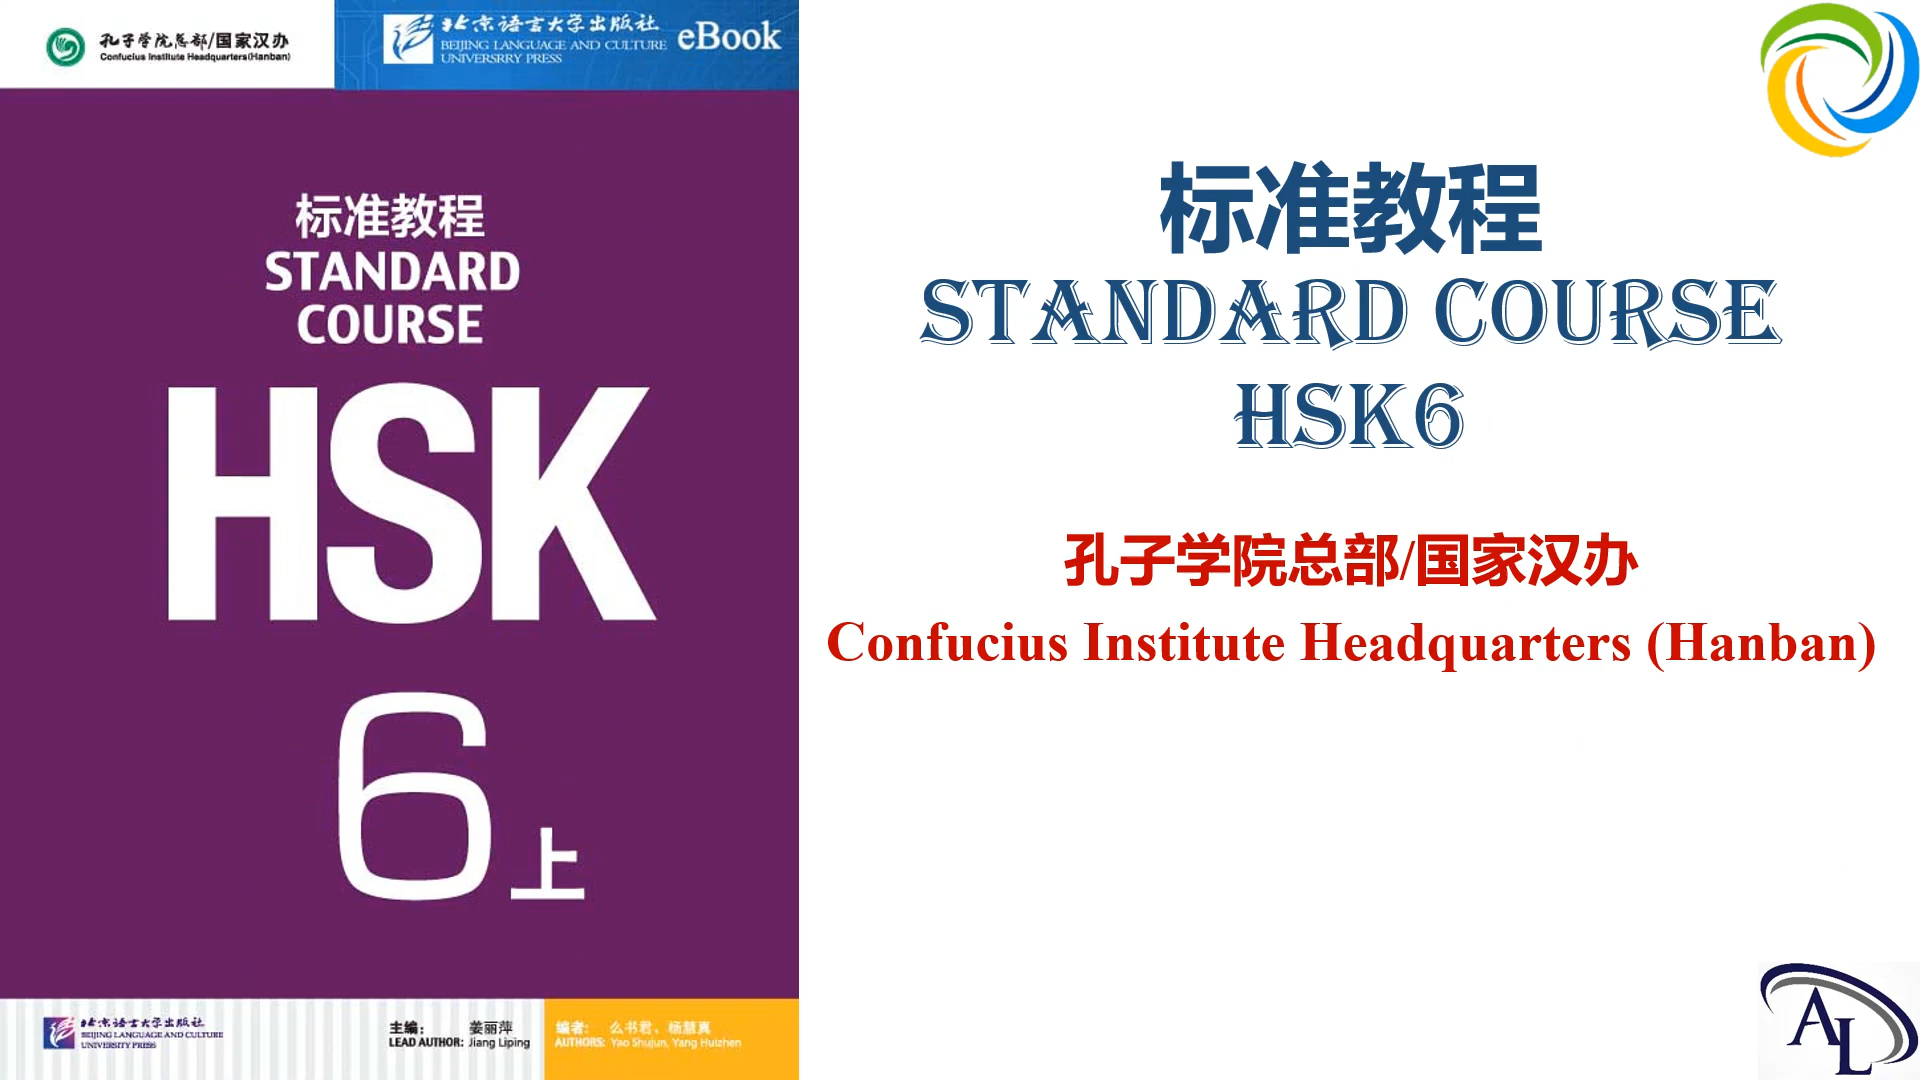 孔子学院总部/国家汉办
Confucius Institute Headquarters(Hanban)
北京语言大学出版社
BEIJING LANGUAGE AND CULTURE
UNIVERSRRY PRESS
eBook
标准教程
STANDARD
COURSE
HSK
6上
北京语言大学出版社
BEIJING LANGUAGE AND CULTURE
UNIVERSITY PRESS
主编： 姜丽萍
LEAD AUTHOR: Jiang Liping
编者： 么书君、杨慧真
AUTHORS: Yao Shujun, Yang Huizhen
标准教程
STANDARD COURSE
HSK6
孔子学院总部/国家汉办
Confucius Institute Headquarters (Hanban)
AL